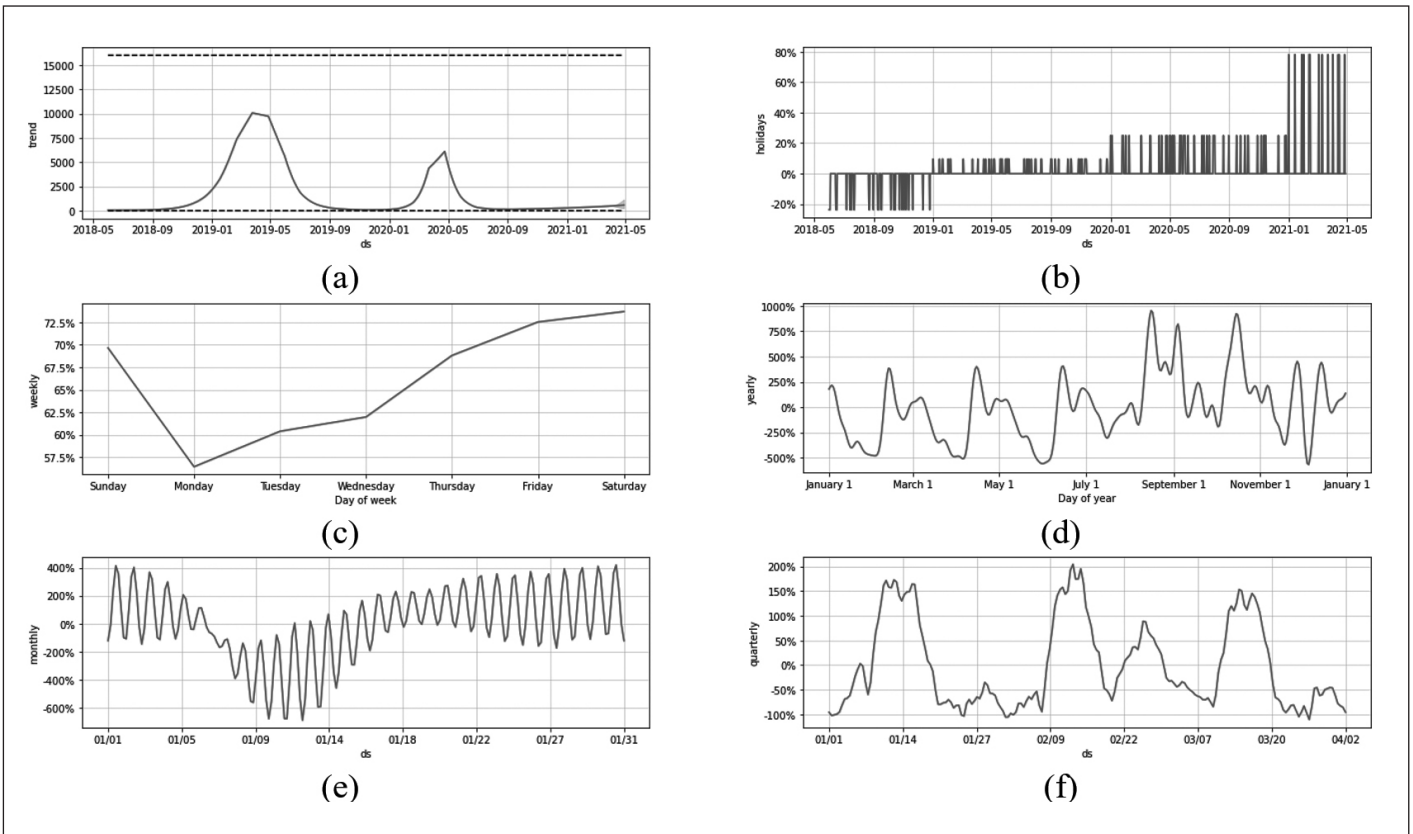 15000
12500
10000
7500
5000
2500
0
trend
2018-05 2018-09 2019-01 2019-05 2019-09 2020-01 2020-05 2020-09 2021-01 2021-05
ds
(a)
80%
60%
40%
20%
0%
-20%
holidays
2018-05 2018-09 2019-01 2019-05 2019-09 2020-01 2020-05 2020-09 2021-01 2021-05
ds
(b)
72.5%
70%
67.5%
65%
62.5%
60%
57.5%
weekly
Sunday Monday Tuesday Wednesday Thursday Friday Saturday
Day of week
(c)
1000%
750%
500%
250%
0%
-250%
-500%
yearly
January 1 March 1 May 1 July 1 September 1 November 1 January 1
Day of year
(d)
400%
200%
0%
-200%
-400%
-600%
monthly
01/01 01/05 01/09 01/14 01/18 01/22 01/27 01/31
ds
(e)
200%
150%
100%
50%
0%
-50%
-100%
quarterly
01/01 01/14 01/27 02/09 02/22 03/07 03/20 04/02
ds
(f)